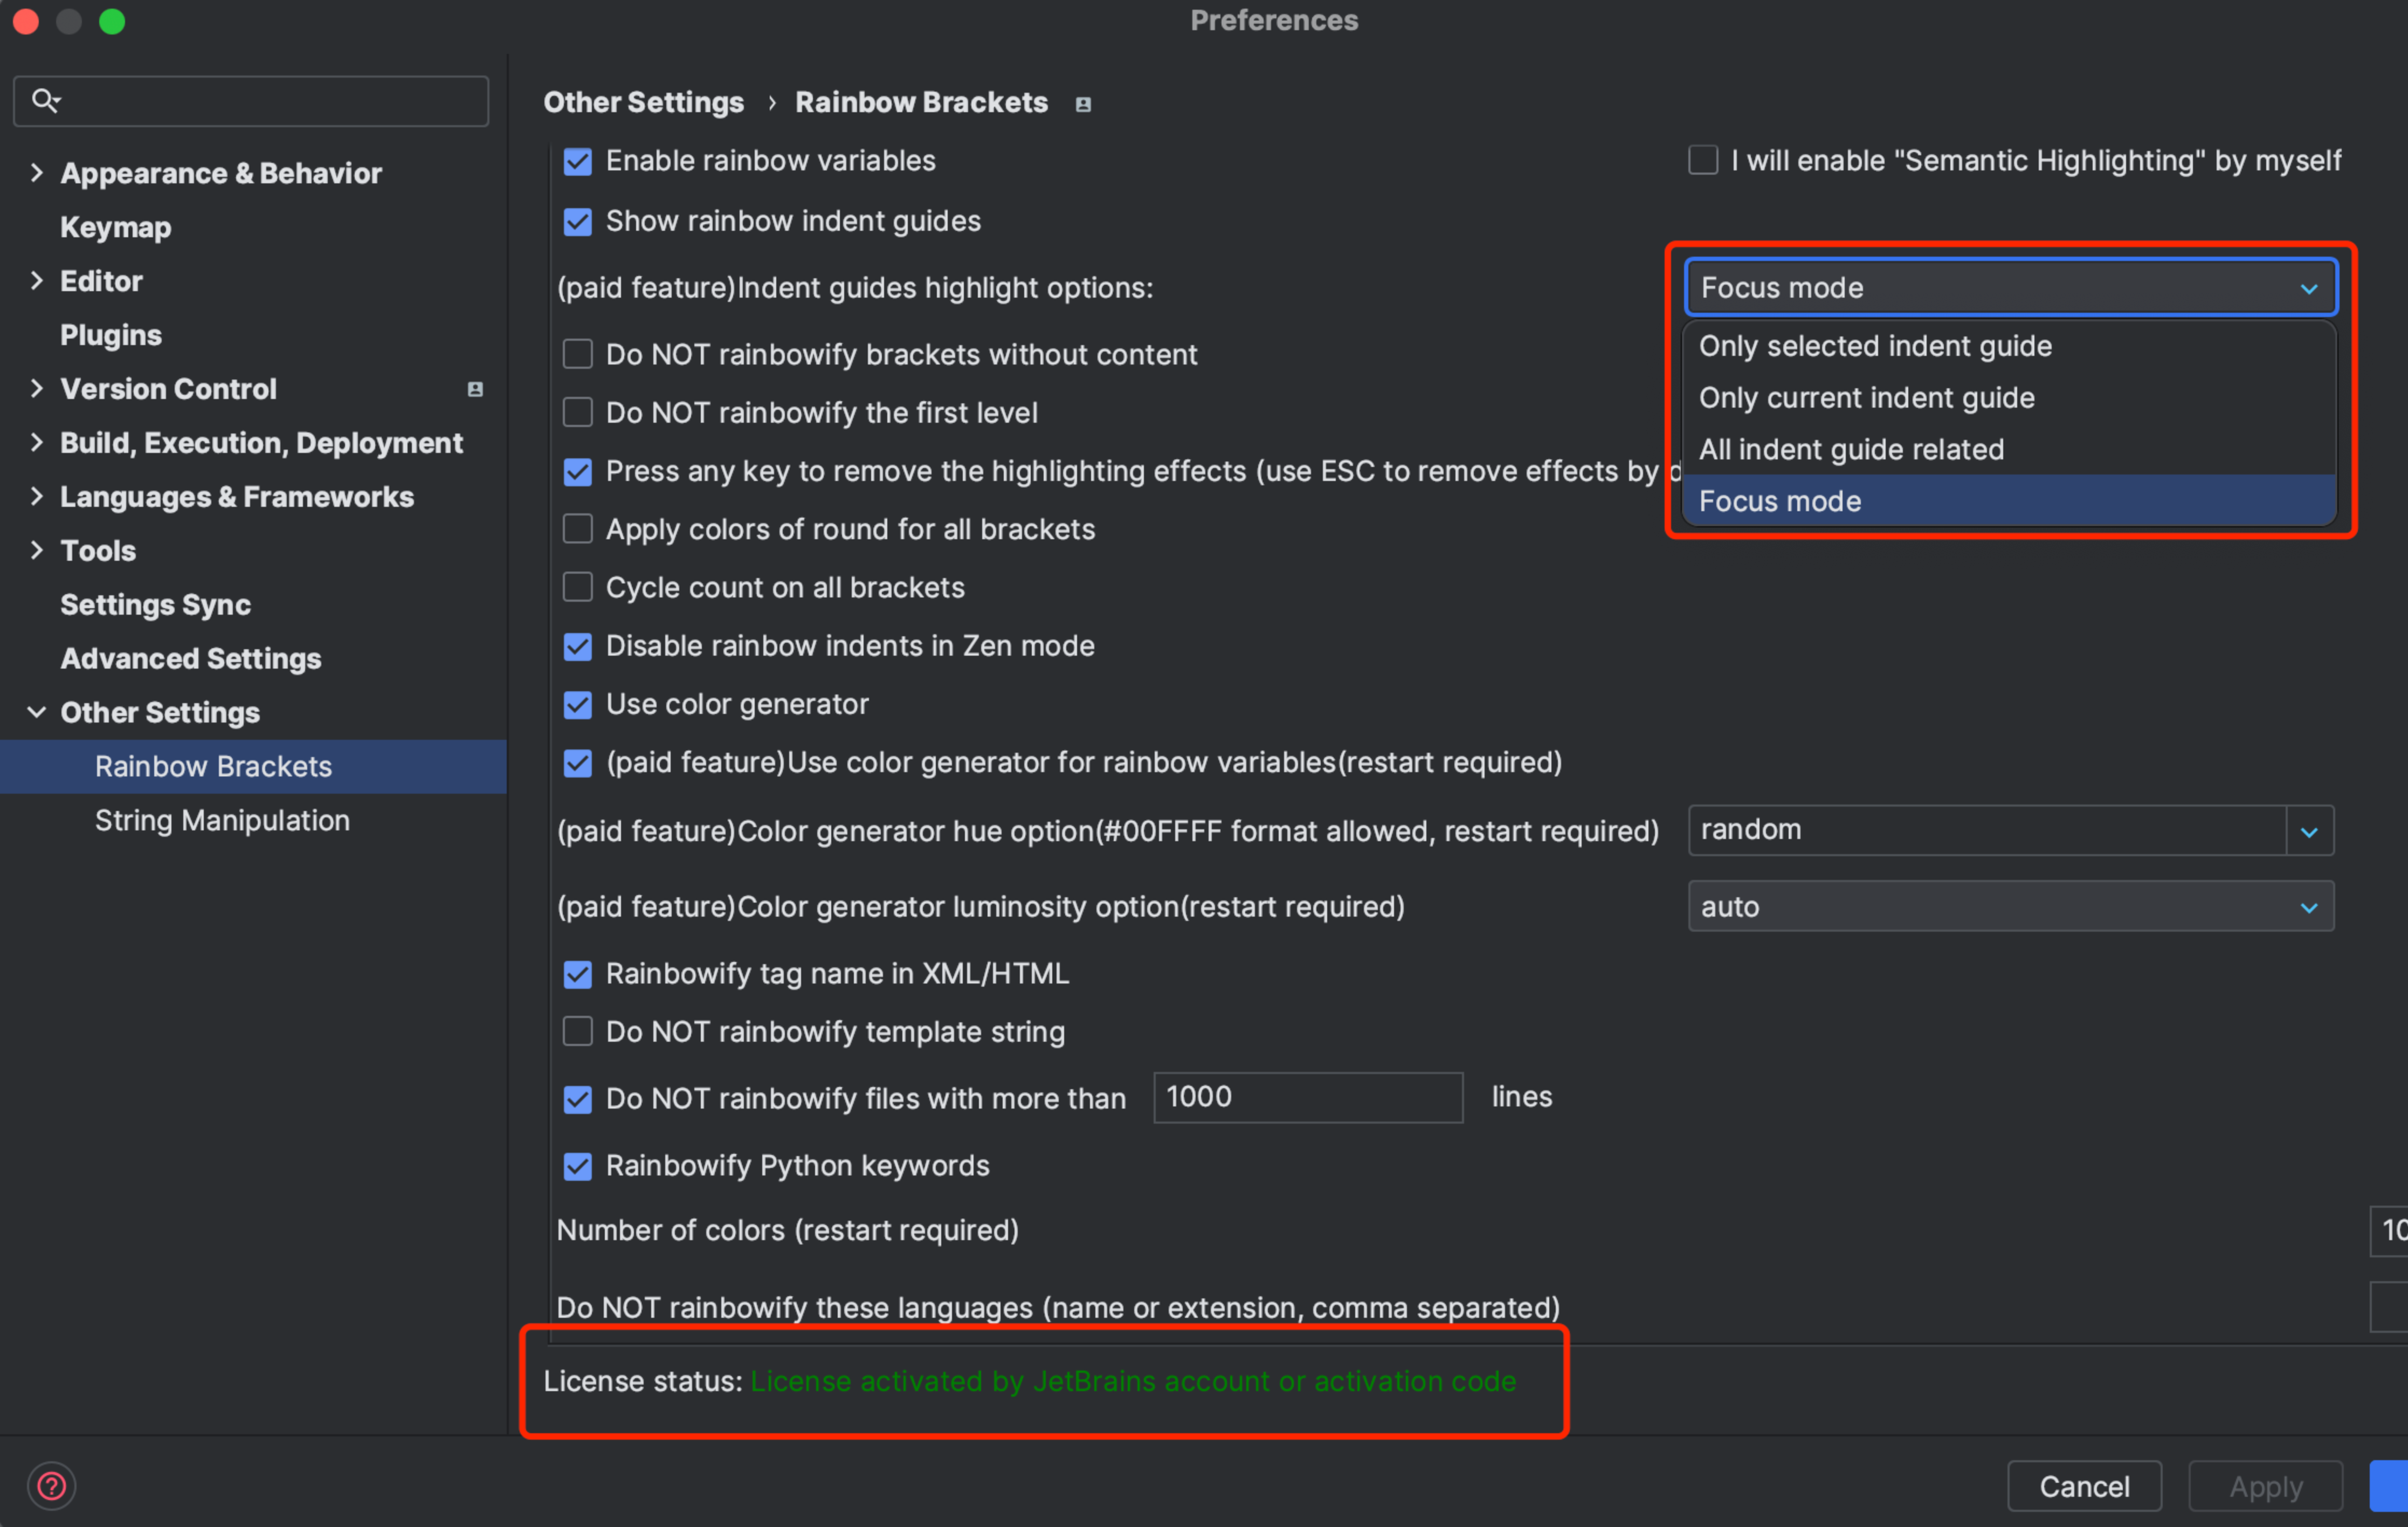 Preferences
Appearance & Behavior
Keymap
Editor
Plugins
Version Control
Build, Execution, Deployment
Languages & Frameworks
Tools
Settings Sync
Advanced Settings
Other Settings
Rainbow Brackets
String Manipulation
Other Settings › Rainbow Brackets
Enable rainbow variables
I will enable "Semantic Highlighting" by myself
Show rainbow indent guides
(paid feature)Indent guides highlight options:
Focus mode
Only selected indent guide
Only current indent guide
All indent guide related
Focus mode
Do NOT rainbowify brackets without content
Do NOT rainbowify the first level
Press any key to remove the highlighting effects (use ESC to remove effects by d
Apply colors of round for all brackets
Cycle count on all brackets
Disable rainbow indents in Zen mode
Use color generator
(paid feature)Use color generator for rainbow variables(restart required)
(paid feature)Color generator hue option(#00FFFF format allowed, restart required)
random
(paid feature)Color generator luminosity option(restart required)
auto
Rainbowify tag name in XML/HTML
Do NOT rainbowify template string
Do NOT rainbowify files with more than 1000 lines
Rainbowify Python keywords
Number of colors (restart required)
10
Do NOT rainbowify these languages (name or extension, comma separated)
License status: License activated by JetBrains account or activation code
Cancel
Apply